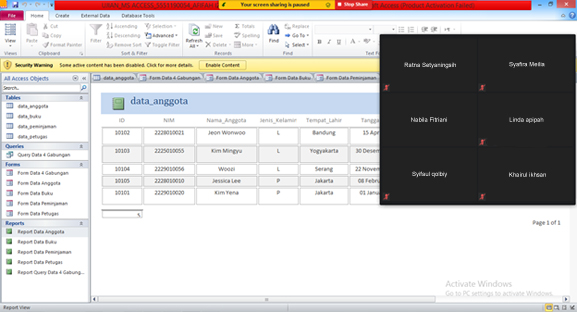 Your screen sharing is paused
Stop Share
Access (Product Activation Failed)
File
Home
Create
External Data
Database Tools
View
Paste
Cut
Copy
Format Painter
Filter
Ascending
Descending
Remove Sort
Selection
Advanced
Toggle Filter
Refresh All
New
Save
Delete
Totals
Spelling
More
Find
Replace
Go To
Select
Views
Clipboard
Sort & Filter
Records
Find
Security Warning
Some active content has been disabled. Click for more details.
Enable Content
All Access Objects
Search...
Tables
data_anggota
data_buku
data_peminjaman
data_petugas
Queries
Query Data 4 Gabungan
Forms
Form Data 4 Gabungan
Form Data Anggota
Form Data Buku
Form Data Peminjaman
Form Data Petugas
Reports
Report Data Anggota
Report Data Buku
Report Data Peminjaman
Report Data Petugas
Report Query Data 4 Gabung...
data_anggota
Form Data 4 Gabungan
Form Data Anggota
Form Data Buku
Form Data Peminjaman
data_anggota
ID NIM Nama_Anggota Jenis_Kelamin Tempat_Lahir Tangga
10102 2228010021 Jeon Wonwoo L Bandung 15 Apr
10103 2225010055 Kim Mingyu L Yogyakarta 30 Desem
10104 2229010056 Woozi L Serang 22 Novem
10105 2228010010 Jessica Lee P Jakarta 08 Febru
10101 2229010020 Kim Yena P Jakarta 01 Janu
5
Page 1 of 1
Ratna Setyaningsih
Syafira Meilia
Nabila Fitriani
Linda apipah
Syifaul qolbiy
Khairul ikhsan
Activate Windows
Go to PC settings to activate Windows.
Report View